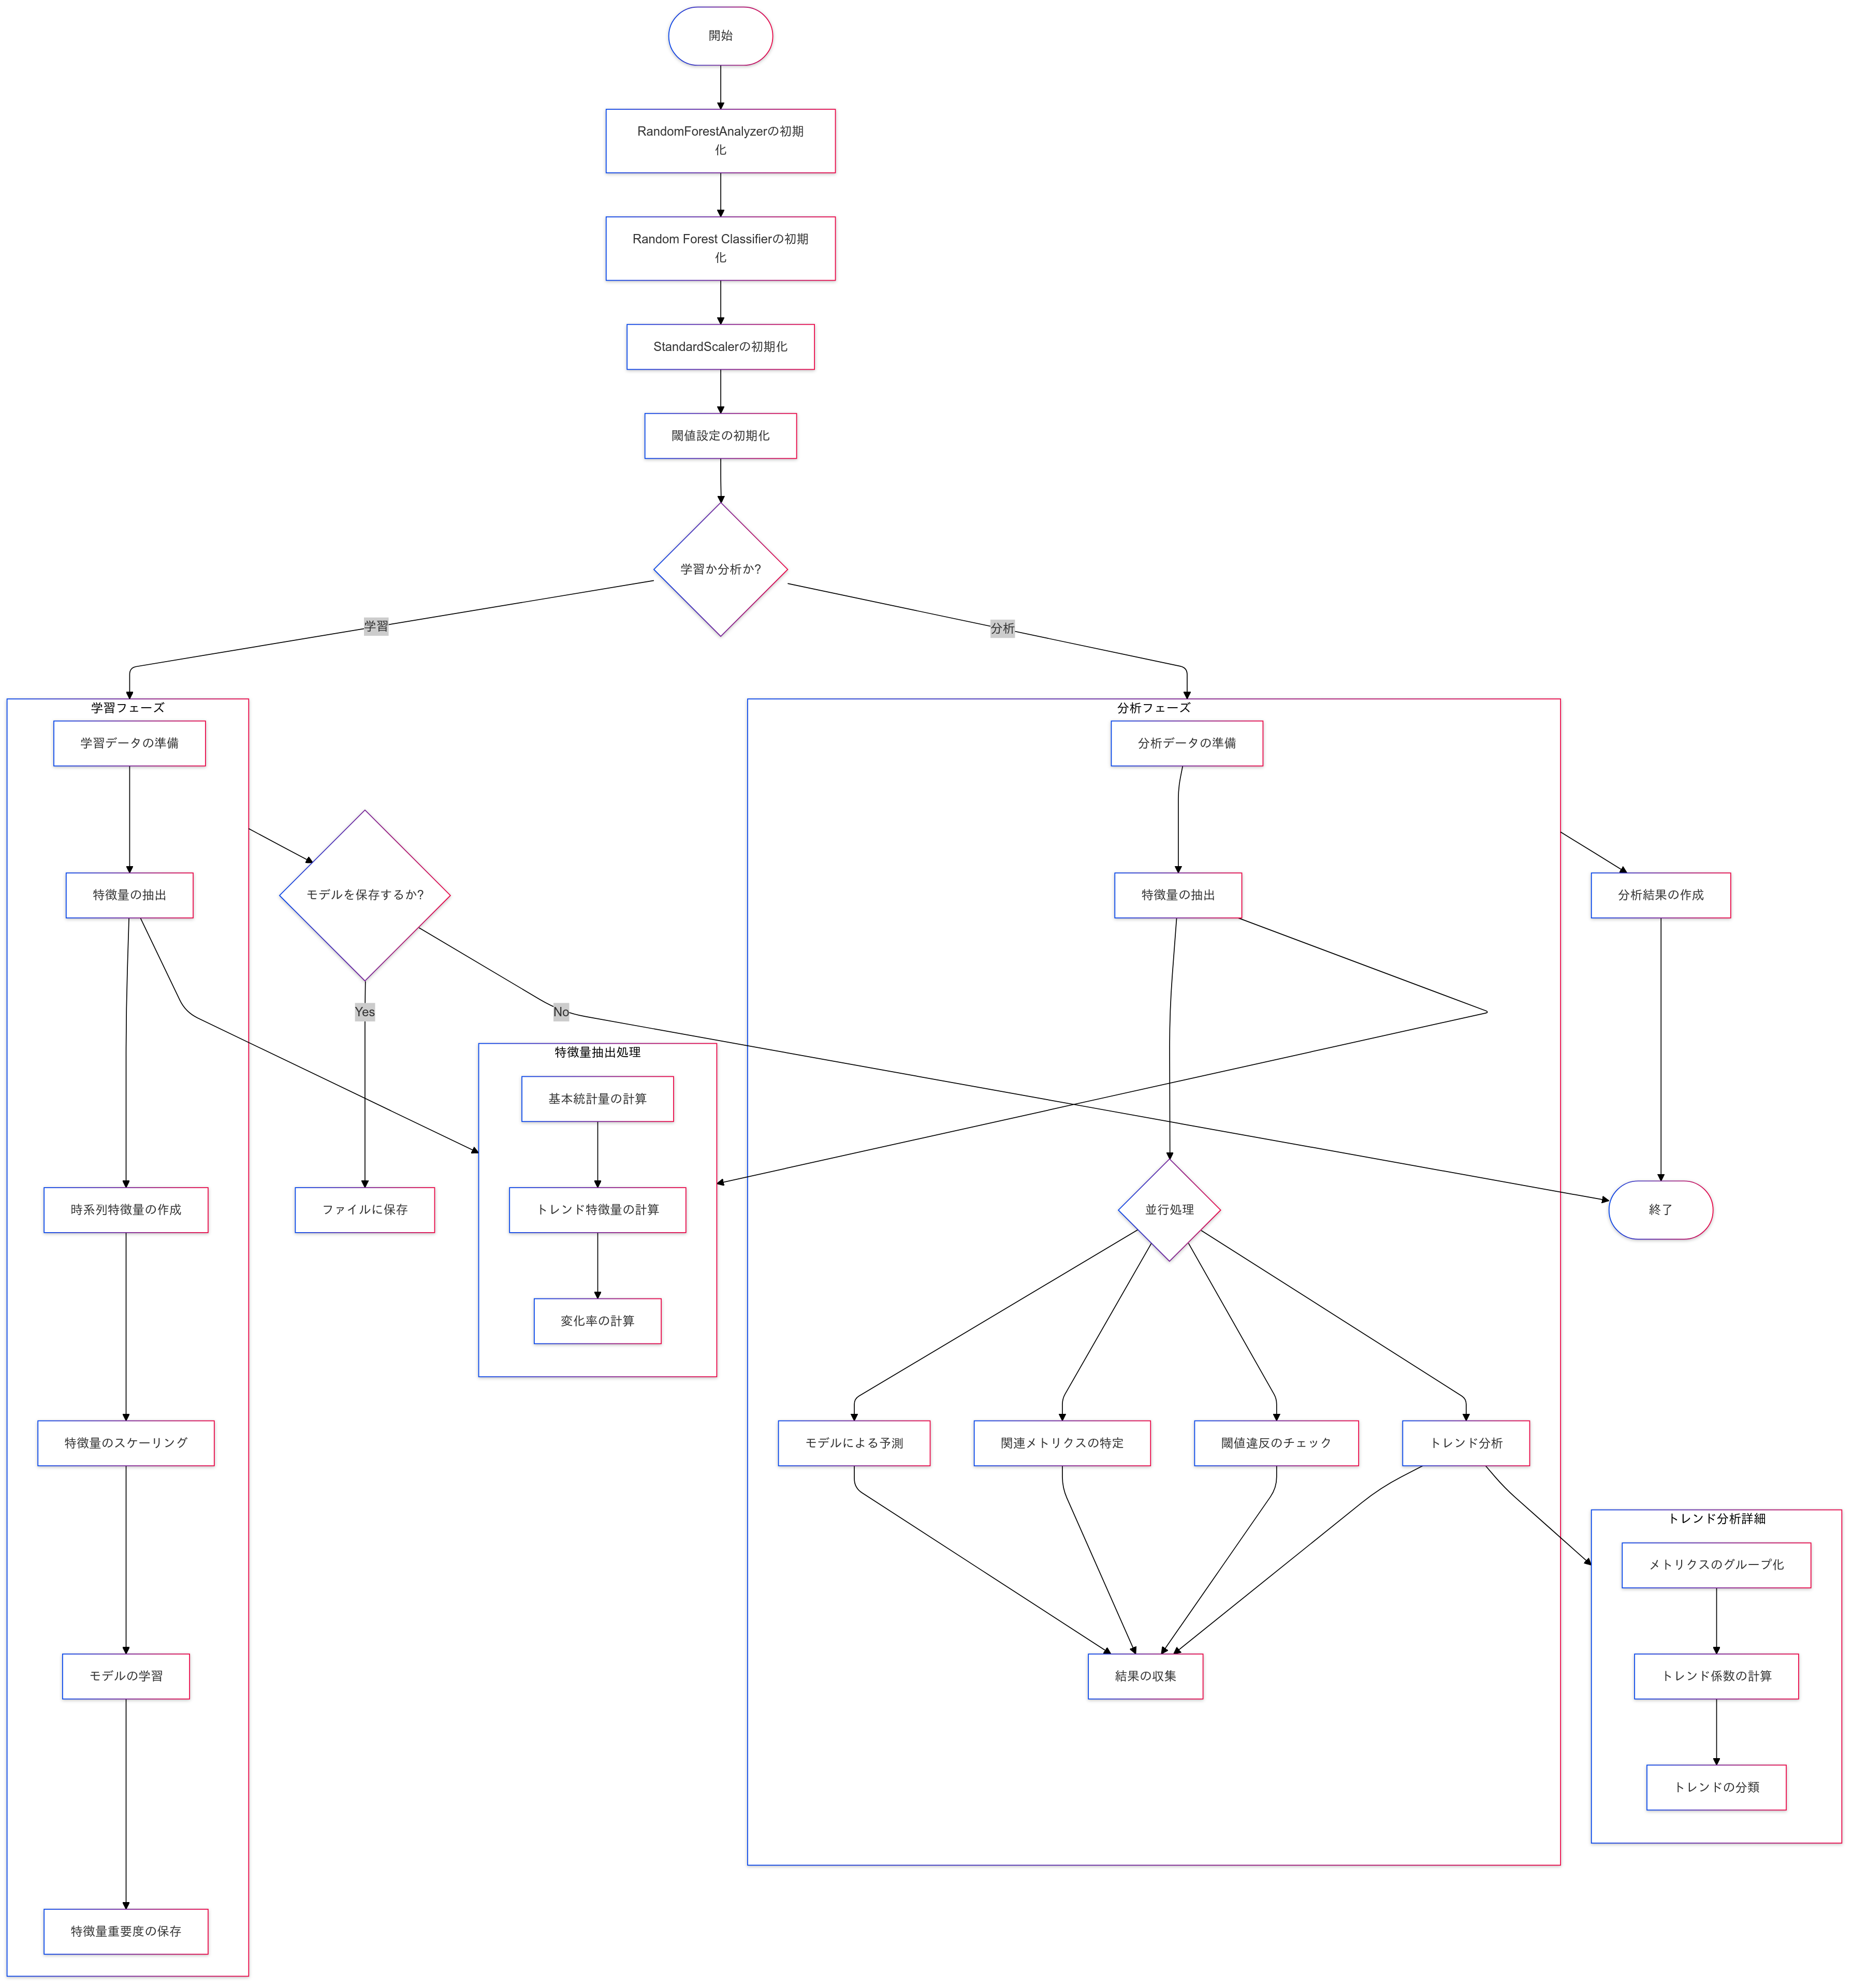 開始
RandomForestAnalyzerの初期
化
Random Forest Classifierの初期
化
StandardScalerの初期化
閾値設定の初期化
学習か分析か?
学習
分析
学習フェーズ
学習データの準備
特徴量の抽出
時系列特徴量の作成
特徴量のスケーリング
モデルの学習
特徴量重要度の保存
モデルを保存するか?
Yes
No
ファイルに保存
特徴量抽出処理
基本統計量の計算
トレンド特徴量の計算
変化率の計算
分析フェーズ
分析データの準備
特徴量の抽出
並行処理
モデルによる予測
関連メトリクスの特定
閾値違反のチェック
トレンド分析
結果の収集
分析結果の作成
終了
トレンド分析詳細
メトリクスのグループ化
トレンド係数の計算
トレンドの分類